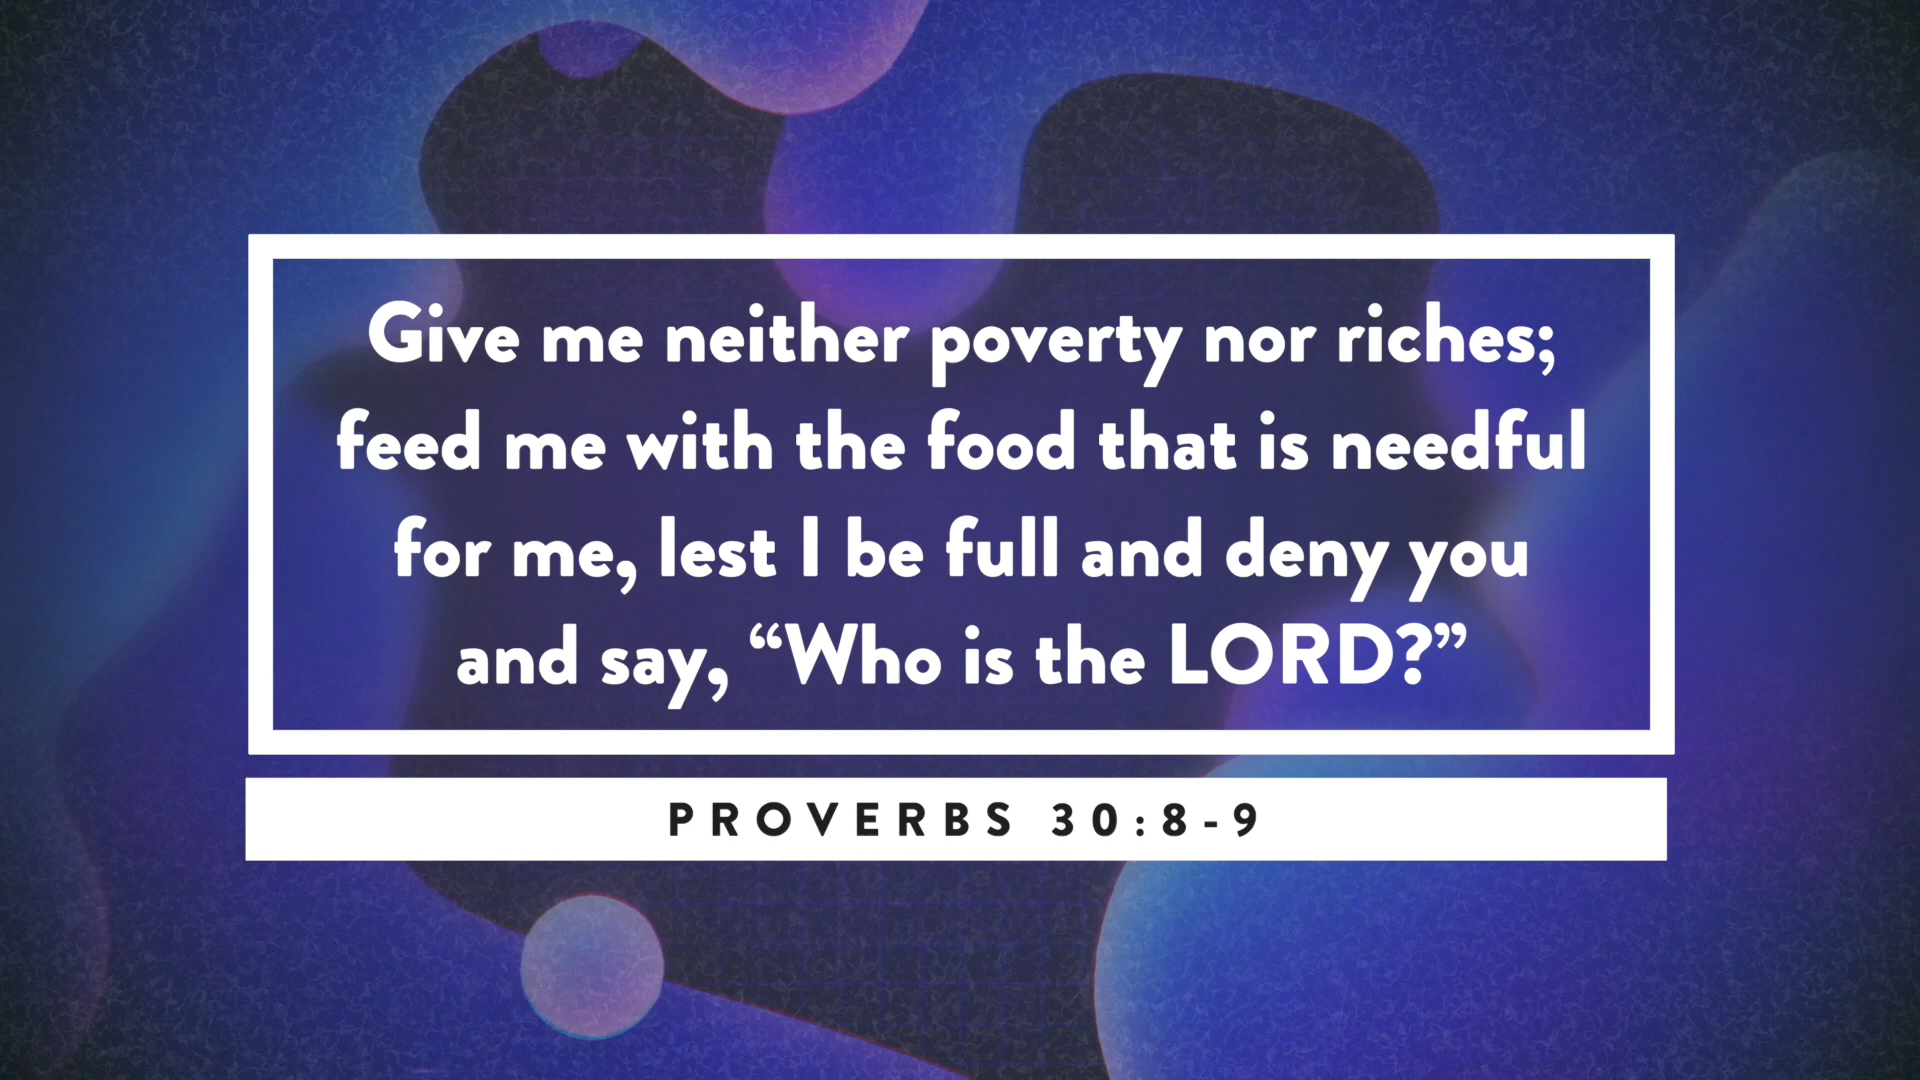 Give me neither poverty nor riches;
feed me with the food that is needful
for me, lest I be full and deny you
and say, “Who is the LORD?”
PROVERBS 30:8-9